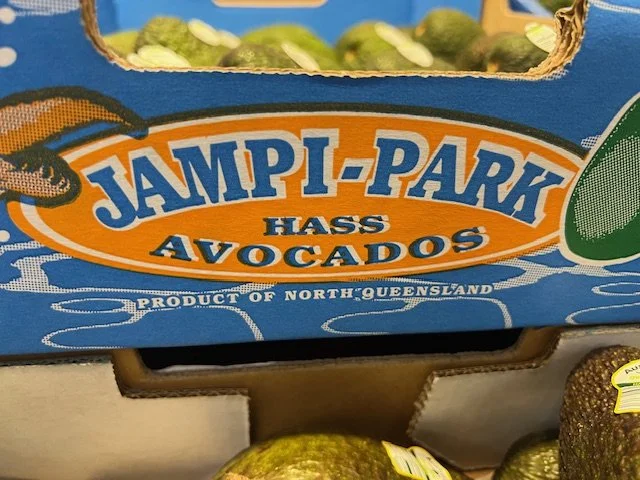 JAMPI-PARK
HASS
AVOCADOS
PRODUCT OF NORTH QUEENSLAND